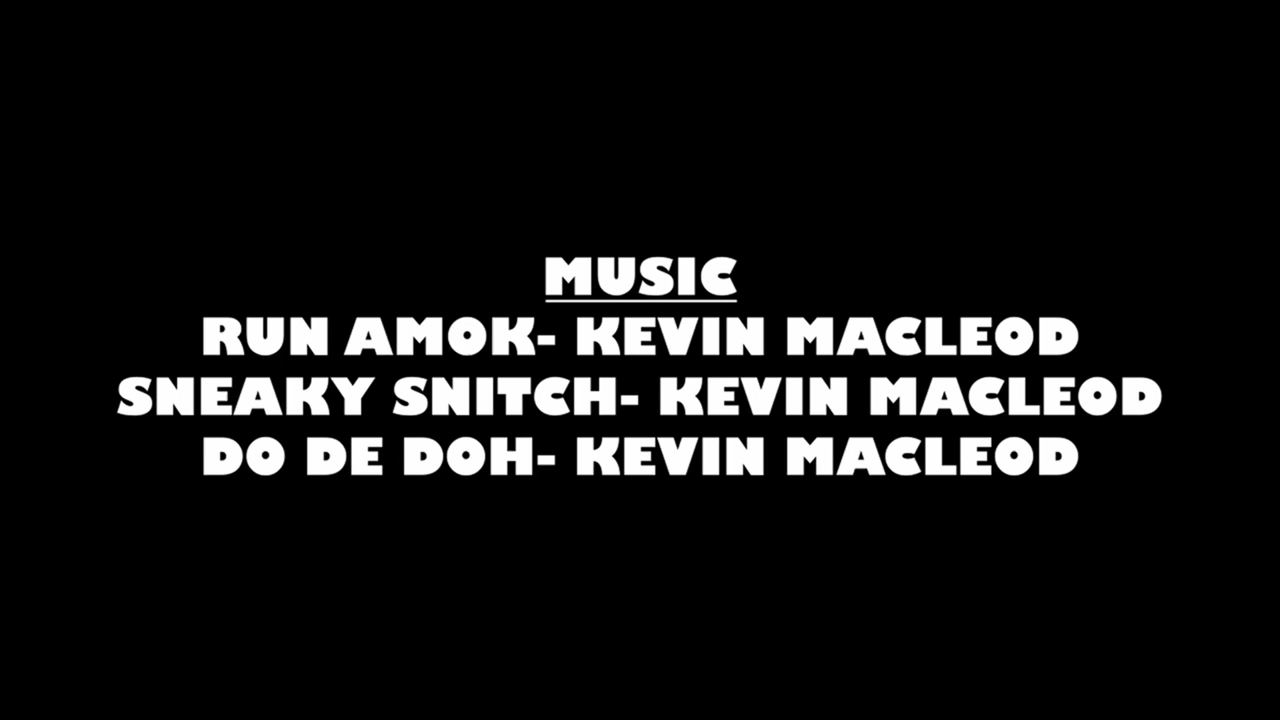 MUSIC
RUN AMOK- KEVIN MACLEOD
SNEAKY SNITCH- KEVIN MACLEOD
DO DE DOH- KEVIN MACLEOD